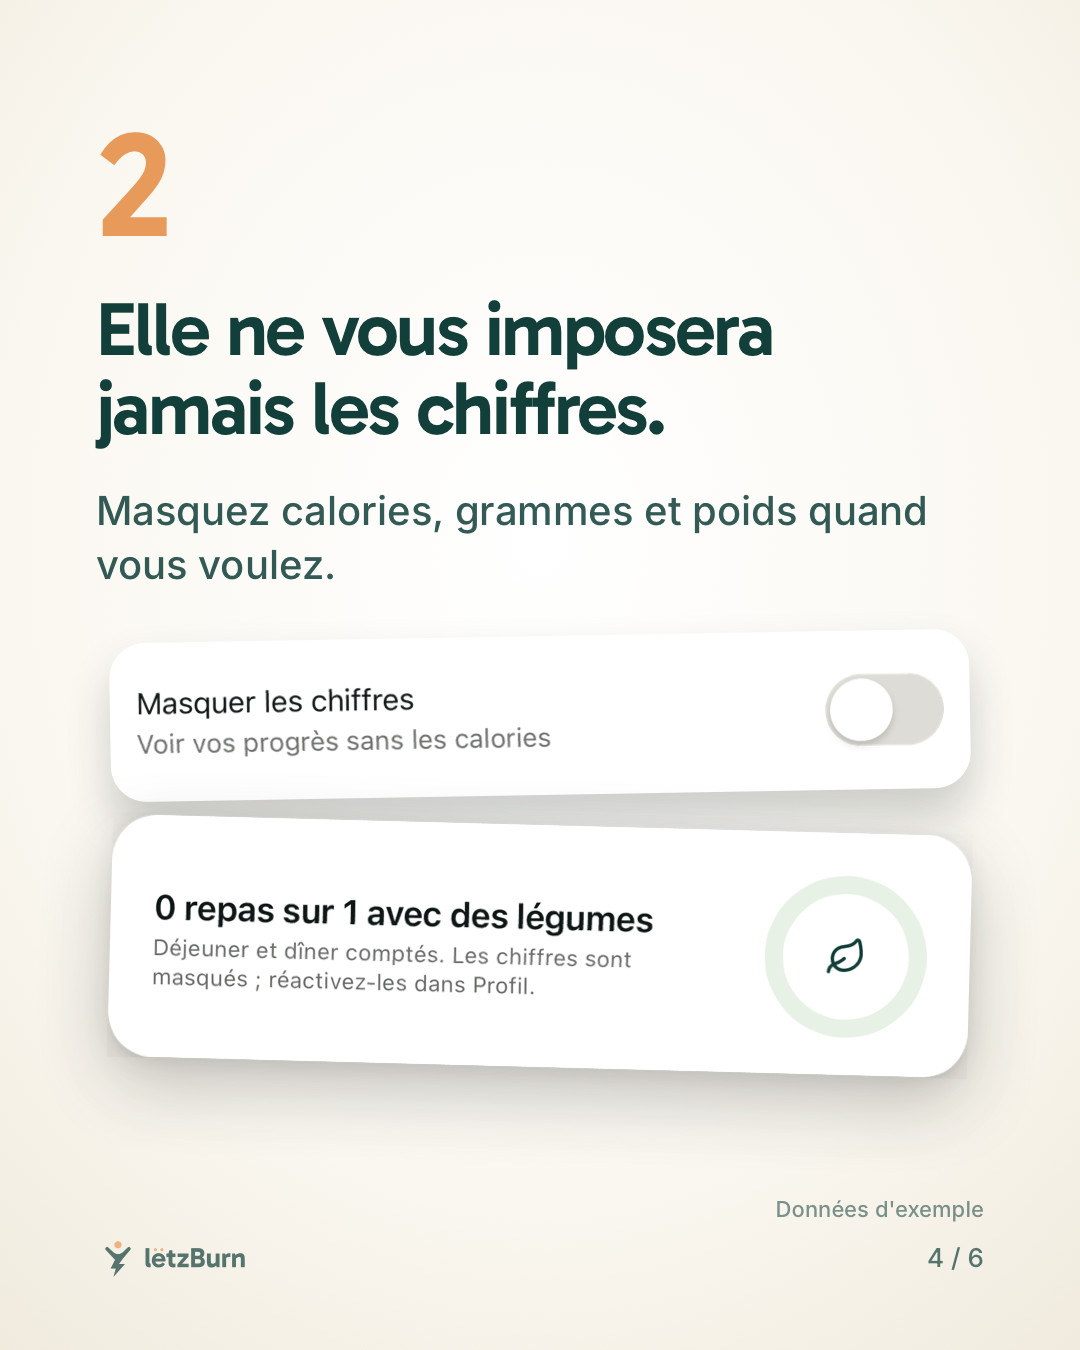 2
Elle ne vous imposera
jamais les chiffres.
Masquez calories, grammes et poids quand
vous voulez.
Masquer les chiffres
Voir vos progrès sans les calories
0 repas sur 1 avec des légumes
Déjeuner et dîner comptés. Les chiffres sont
masqués ; réactivez-les dans Profil.
Données d'exemple
lëtzBurn
4 / 6